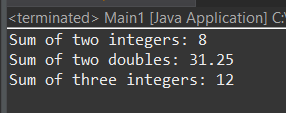 <terminated> Main1 [Java Application] C:\
Sum of two integers: 8
Sum of two doubles: 31.25
Sum of three integers: 12